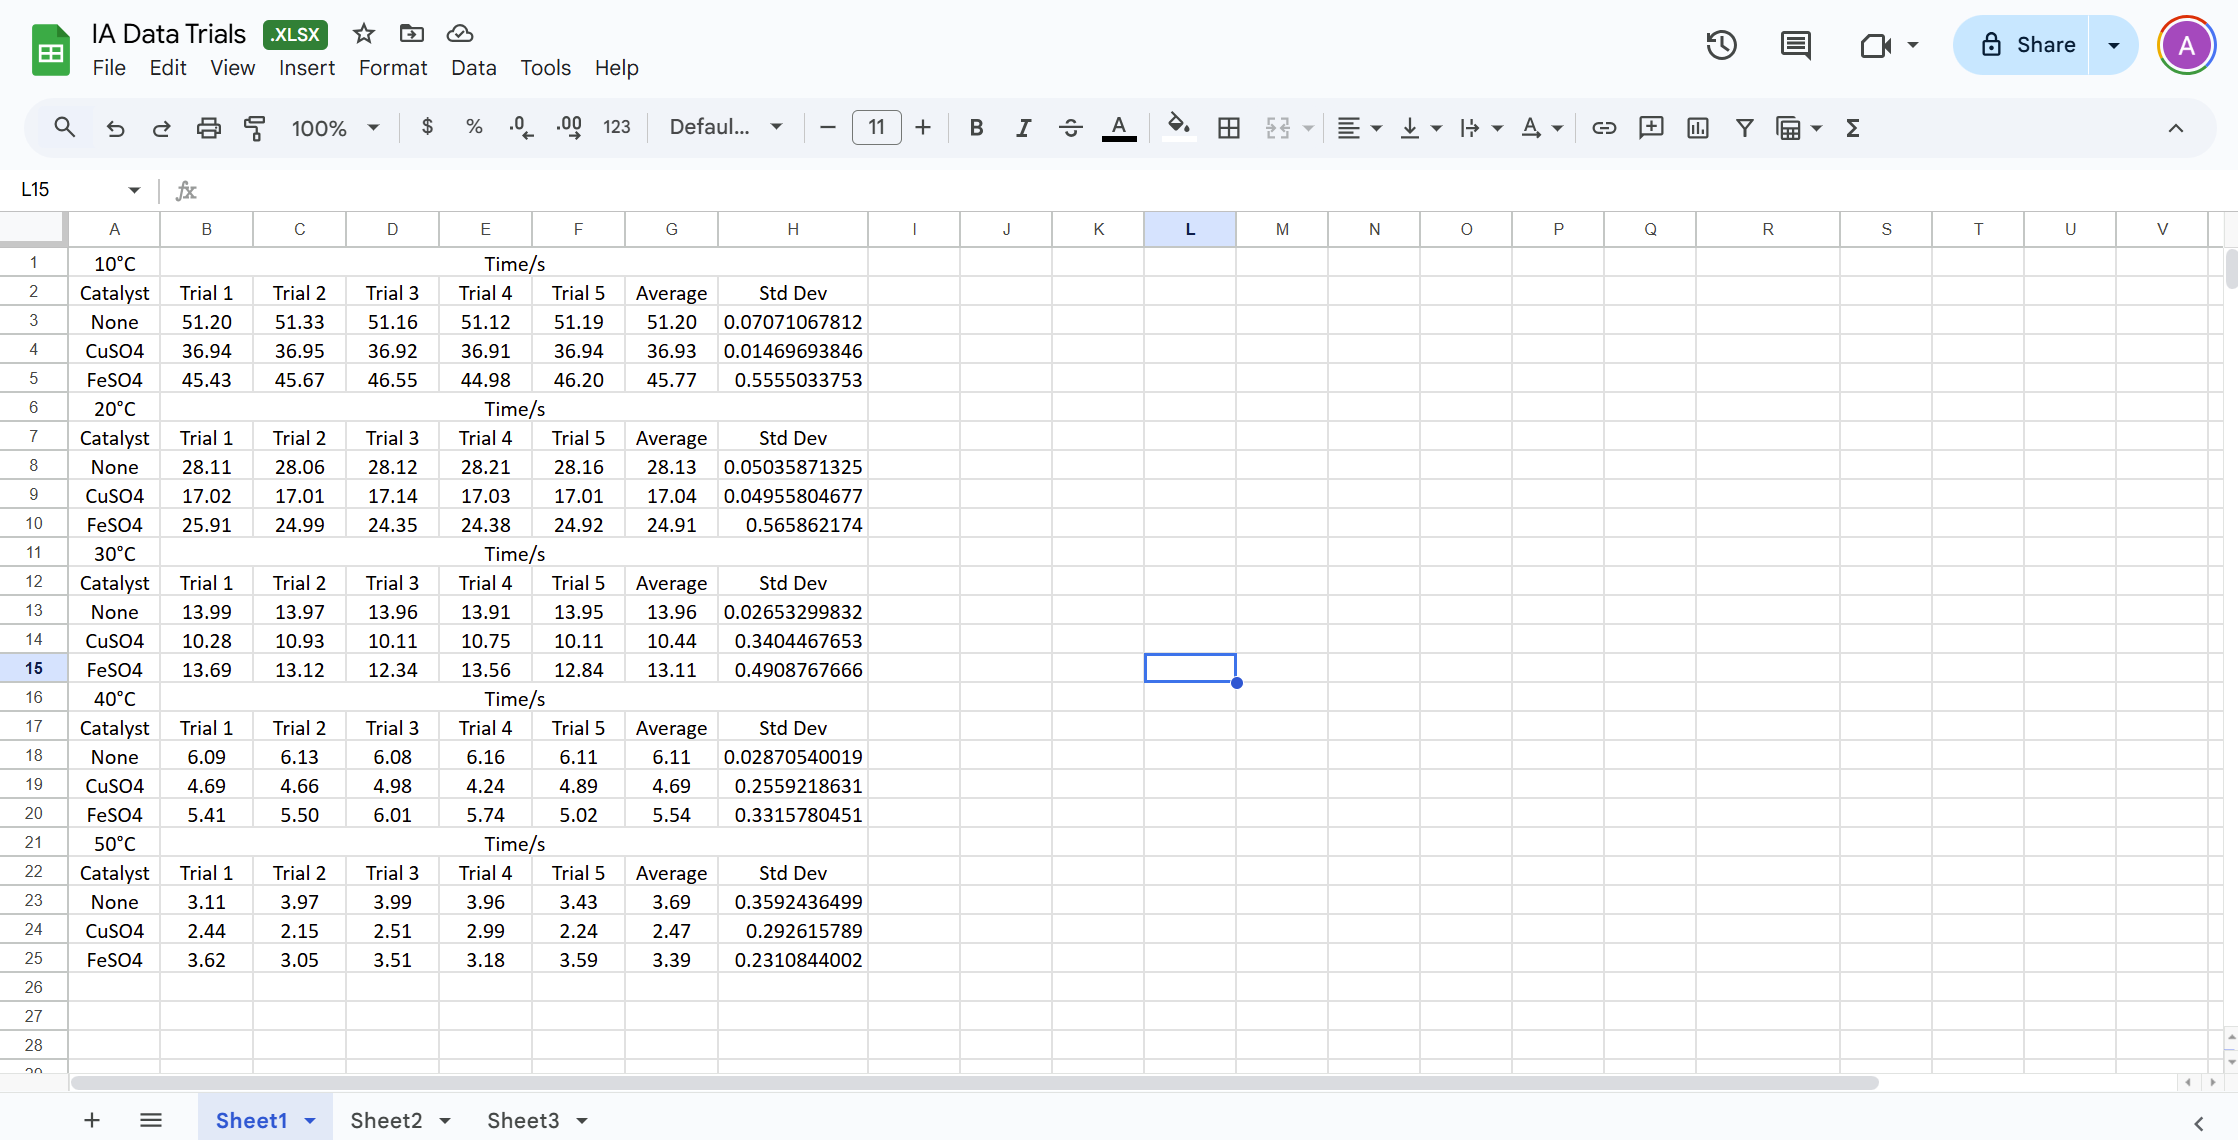 IA Data Trials .XLSX
File Edit View Insert Format Data Tools Help
Share
A
100% $ % .0 .00 123 Defaul... 11 B I A A Σ
L15 fx
A B C D E F G H I J K L M N O P Q R S T U V
1 10°C Time/s
2 Catalyst Trial 1 Trial 2 Trial 3 Trial 4 Trial 5 Average Std Dev
3 None 51.20 51.33 51.16 51.12 51.19 51.20 0.07071067812
4 CuSO4 36.94 36.95 36.92 36.91 36.94 36.93 0.01469693846
5 FeSO4 45.43 45.67 46.55 44.98 46.20 45.77 0.5555033753
6 20°C Time/s
7 Catalyst Trial 1 Trial 2 Trial 3 Trial 4 Trial 5 Average Std Dev
8 None 28.11 28.06 28.12 28.21 28.16 28.13 0.05035871325
9 CuSO4 17.02 17.01 17.14 17.03 17.01 17.04 0.04955804677
10 FeSO4 25.91 24.99 24.35 24.38 24.92 24.91 0.565862174
11 30°C Time/s
12 Catalyst Trial 1 Trial 2 Trial 3 Trial 4 Trial 5 Average Std Dev
13 None 13.99 13.97 13.96 13.91 13.95 13.96 0.02653299832
14 CuSO4 10.28 10.93 10.11 10.75 10.11 10.44 0.3404467653
15 FeSO4 13.69 13.12 12.34 13.56 12.84 13.11 0.4908767666
16 40°C Time/s
17 Catalyst Trial 1 Trial 2 Trial 3 Trial 4 Trial 5 Average Std Dev
18 None 6.09 6.13 6.08 6.16 6.11 6.11 0.02870540019
19 CuSO4 4.69 4.66 4.98 4.24 4.89 4.69 0.2559218631
20 FeSO4 5.41 5.50 6.01 5.74 5.02 5.54 0.3315780451
21 50°C Time/s
22 Catalyst Trial 1 Trial 2 Trial 3 Trial 4 Trial 5 Average Std Dev
23 None 3.11 3.97 3.99 3.96 3.43 3.69 0.3592436499
24 CuSO4 2.44 2.15 2.51 2.99 2.24 2.47 0.292615789
25 FeSO4 3.62 3.05 3.51 3.18 3.59 3.39 0.2310844002
26
27
28
29
Sheet1 Sheet2 Sheet3